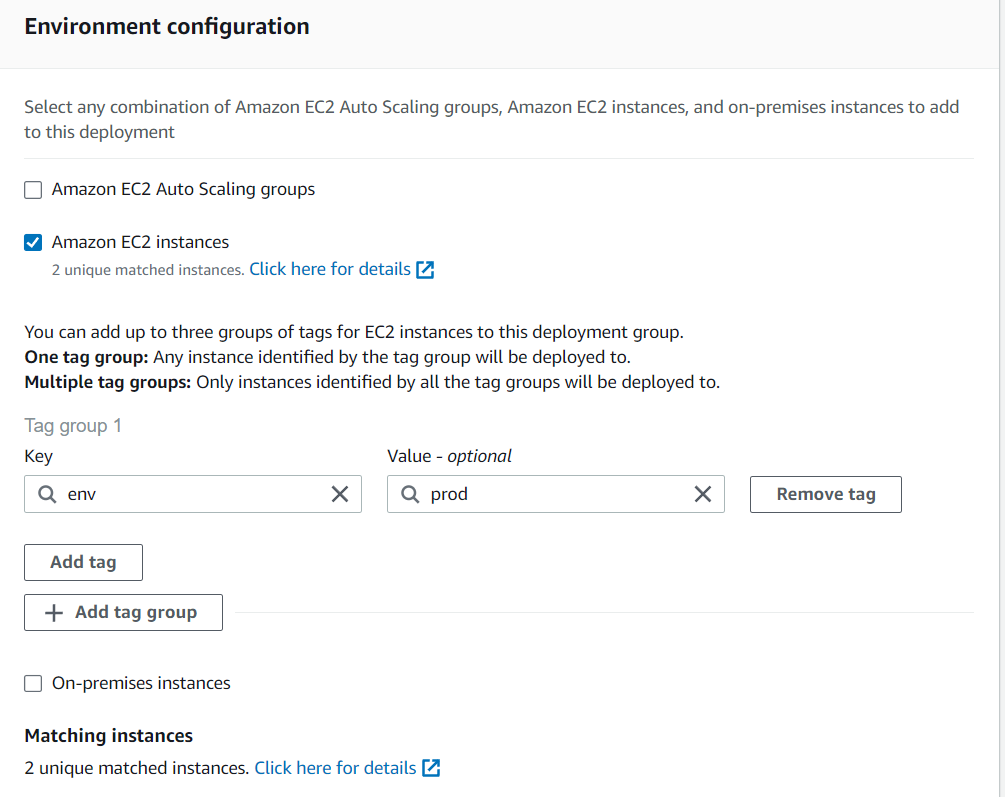 Environment configuration
Select any combination of Amazon EC2 Auto Scaling groups, Amazon EC2 instances, and on-premises instances to add
to this deployment
Amazon EC2 Auto Scaling groups
Amazon EC2 instances
2 unique matched instances. Click here for details
You can add up to three groups of tags for EC2 instances to this deployment group.
One tag group: Any instance identified by the tag group will be deployed to.
Multiple tag groups: Only instances identified by all the tag groups will be deployed to.
Tag group 1
Key Value - optional
env prod Remove tag
Add tag
Add tag group
On-premises instances
Matching instances
2 unique matched instances. Click here for details